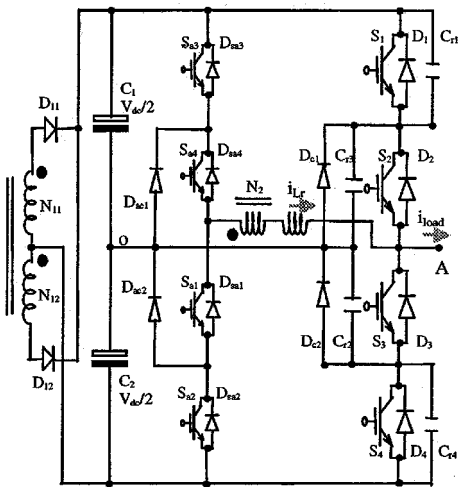 Sa3 Dsa3 S1 D1 Cr1
C1
Vdc/2
D11
Sa4 Dsa4 Dc1 Cr3 S2 D2
Dac1
N2
iLr
iload
N11
o
A
Dac2
Sa1 Dsa1
N12
Dc2 Cr2 S3 D3
D12
C2
Vdc/2
Sa2 Dsa2
S4 D4 Cr4